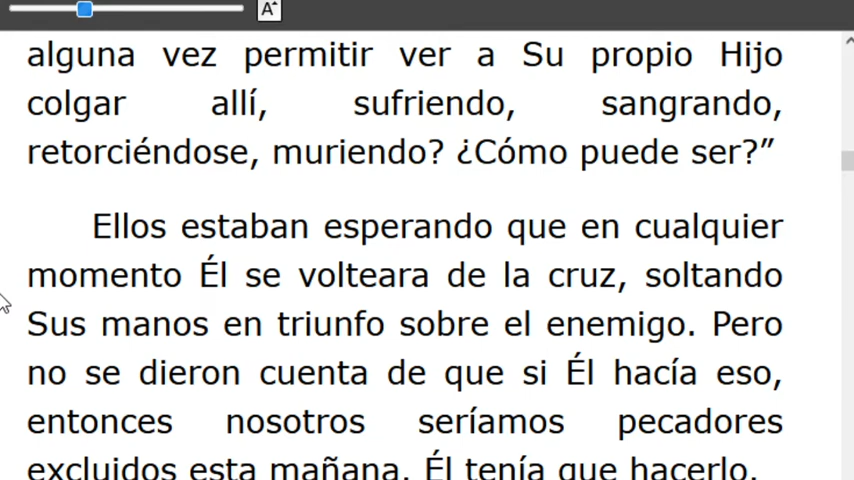 A
alguna vez permitir ver a Su propio Hijo
colgar allí, sufriendo, sangrando,
retorciéndose, muriendo? ¿Cómo puede ser?”
Ellos estaban esperando que en cualquier
momento Él se volteara de la cruz, soltando
Sus manos en triunfo sobre el enemigo. Pero
no se dieron cuenta de que si Él hacía eso,
entonces nosotros seríamos pecadores
excluidos esta mañana. Él tenía que hacerlo.